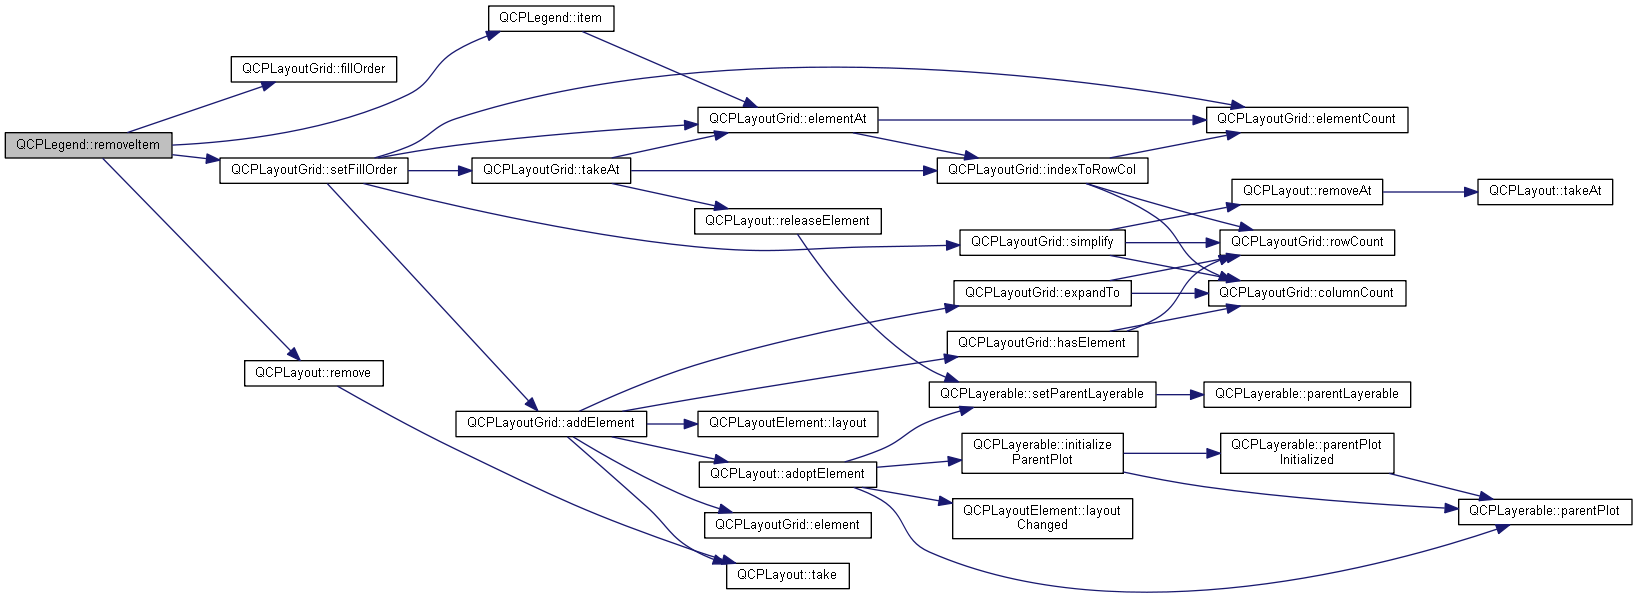 QCPLegend::item
QCPLayoutGrid::fillOrder
QCPLayoutGrid::elementAt
QCPLayoutGrid::elementCount
QCPLegend::removeItem
QCPLayoutGrid::setFillOrder
QCPLayoutGrid::takeAt
QCPLayoutGrid::indexToRowCol
QCPLayout::removeAt
QCPLayout::takeAt
QCPLayout::releaseElement
QCPLayoutGrid::simplify
QCPLayoutGrid::rowCount
QCPLayoutGrid::expandTo
QCPLayoutGrid::columnCount
QCPLayoutGrid::hasElement
QCPLayout::remove
QCPLayerable::setParentLayerable
QCPLayerable::parentLayerable
QCPLayoutGrid::addElement
QCPLayoutElement::layout
QCPLayerable::initialize
ParentPlot
QCPLayerable::parentPlot
Initialized
QCPLayout::adoptElement
QCPLayoutElement::layout
Changed
QCPLayerable::parentPlot
QCPLayoutGrid::element
QCPLayout::take